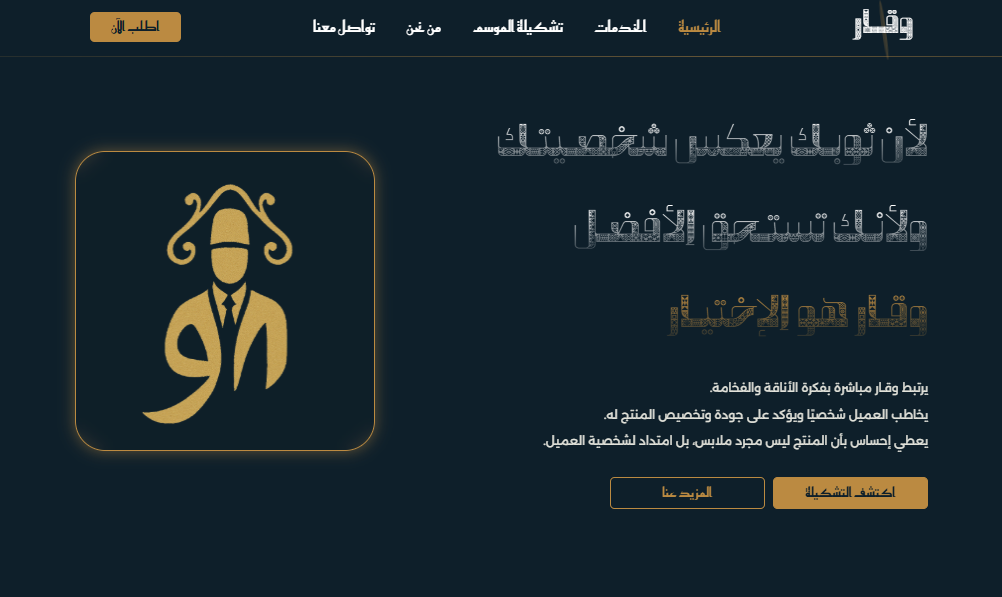 وقار
الرئيسية
الخدمات
تشكيلة الموسم
من نحن
تواصل معنا
اطلب الآن
لأن ثوبك يعكس شخصيتك
ولأنك تستحق الأفضل
وقار هو الإختيار
يرتبط وقار مباشرة بفكرة الأناقة والفخامة.
يخاطب العميل شخصيًا ويؤكد على جودة وتخصيص المنتج له.
يعطي إحساس بأن المنتج ليس مجرد ملابس، بل امتداد لشخصية العميل.
اكتشف التشكيلة
المزيد عنا